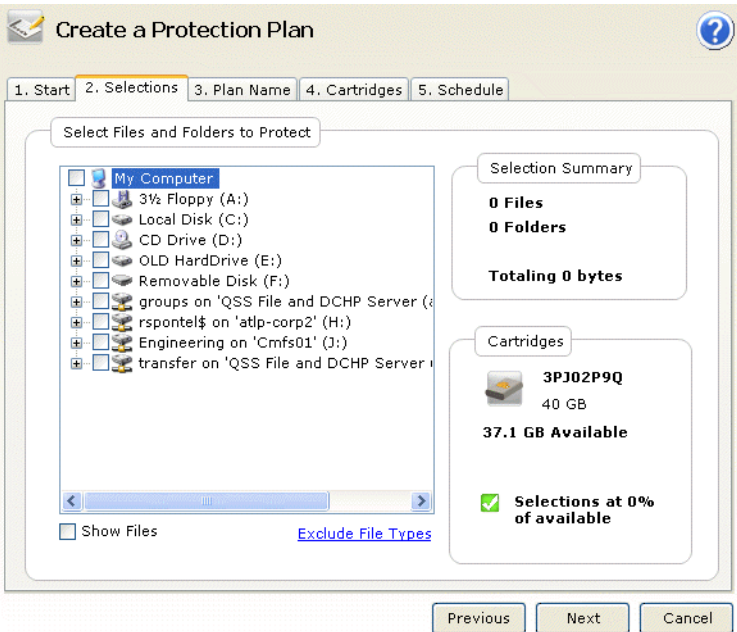 Create a Protection Plan
?
1. Start
2. Selections
3. Plan Name
4. Cartridges
5. Schedule
Select Files and Folders to Protect
My Computer
3½ Floppy (A:)
Local Disk (C:)
CD Drive (D:)
OLD HardDrive (E:)
Removable Disk (F:)
groups on 'QSS File and DCHP Server (
rspontel$ on 'atlp-corp2' (H:)
Engineering on 'Cmfs01' (J:)
transfer on 'QSS File and DCHP Server
Show Files
Exclude File Types
Selection Summary
0 Files
0 Folders
Totaling 0 bytes
Cartridges
3PJ02P9Q
40 GB
37.1 GB Available
Selections at 0%
of available
Previous
Next
Cancel